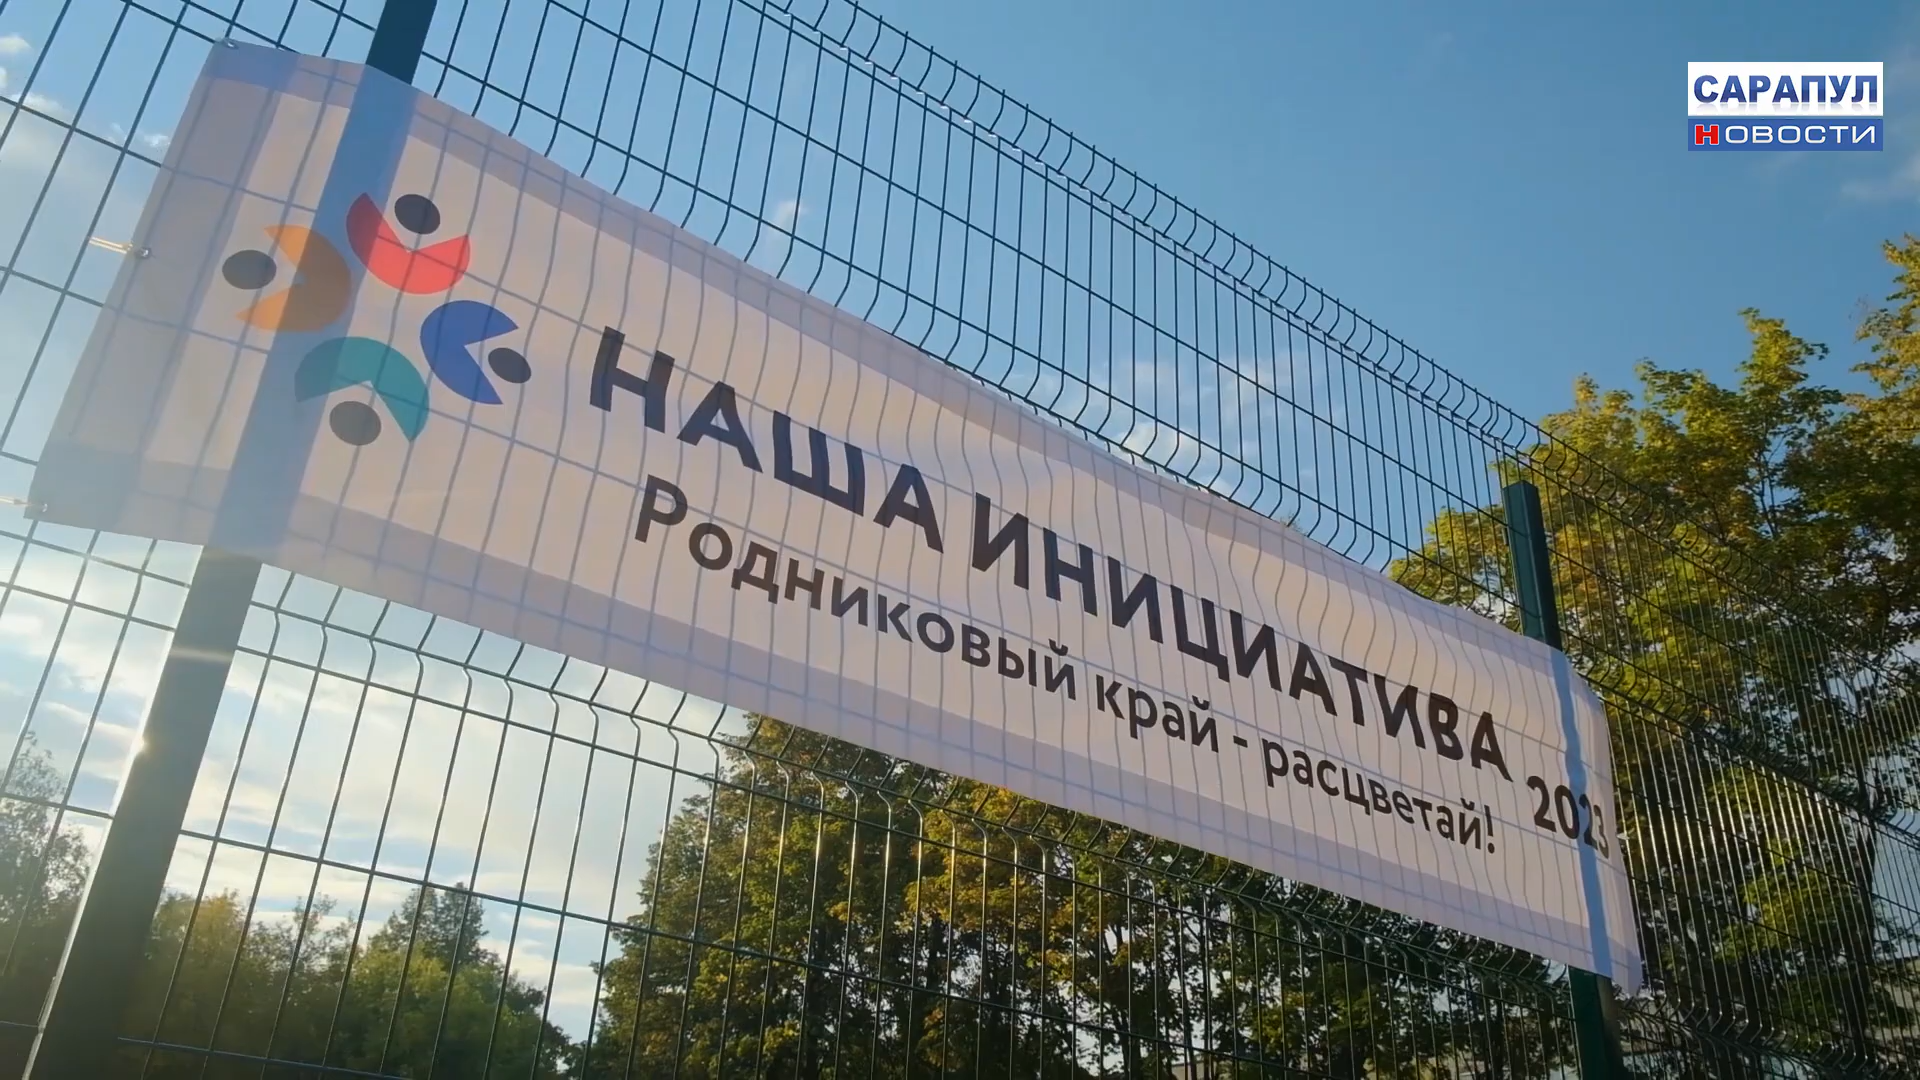 САРАПУЛ
НОВОСТИ
НАША ИНИЦИАТИВА 2023
Родниковый край - расцветай!